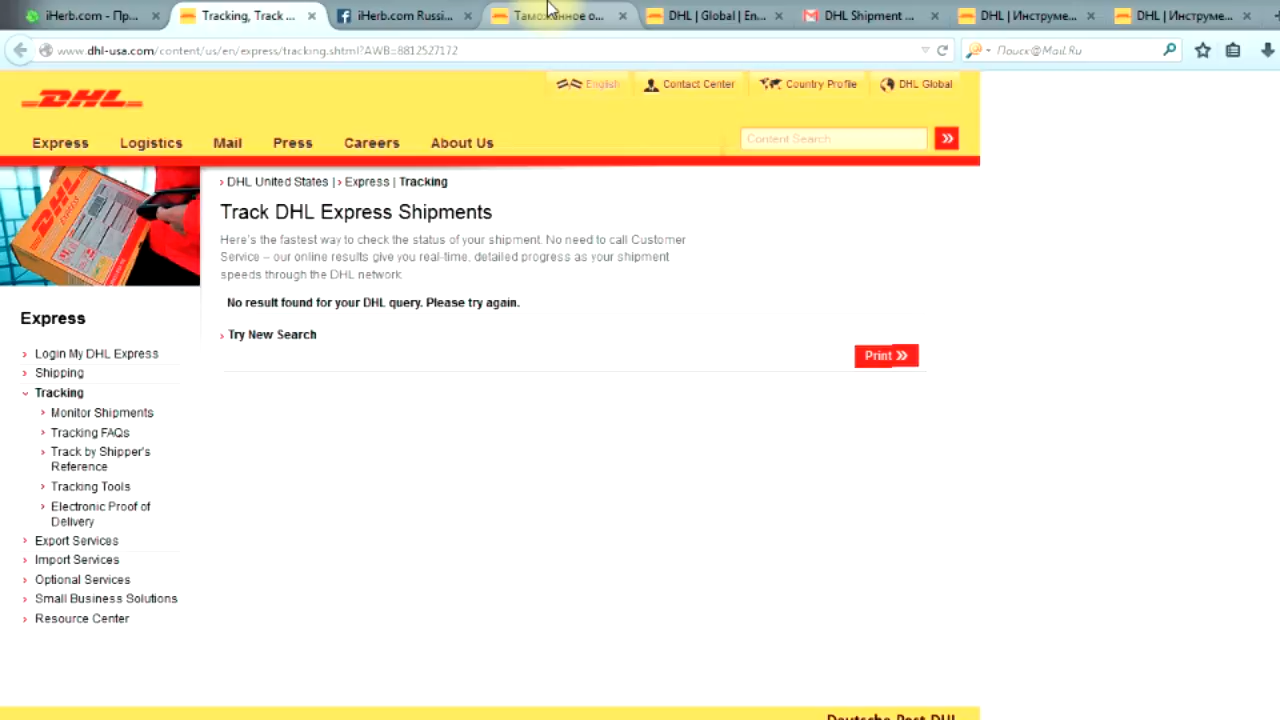 iHerb.com - Пр...
Tracking, Track ...
iHerb.com Russi...
Таможенное о...
DHL | Global | En...
DHL Shipment ...
DHL | Инструме...
DHL | Инструме...
www.dhl-usa.com/content/us/en/express/tracking.shtml?AWB=8812527172
Поиск@Mail.Ru
DHL
English
Contact Center
Country Profile
DHL Global
Express
Logistics
Mail
Press
Careers
About Us
Content Search
DHL
EXPRESS
› DHL United States | › Express | Tracking
Track DHL Express Shipments
Here's the fastest way to check the status of your shipment. No need to call Customer
Service – our online results give you real-time, detailed progress as your shipment
speeds through the DHL network.
No result found for your DHL query. Please try again.
› Try New Search
Print
Express
Login My DHL Express
Shipping
Tracking
Monitor Shipments
Tracking FAQs
Track by Shipper's
Reference
Tracking Tools
Electronic Proof of
Delivery
Export Services
Import Services
Optional Services
Small Business Solutions
Resource Center
Deutsche Post DHL